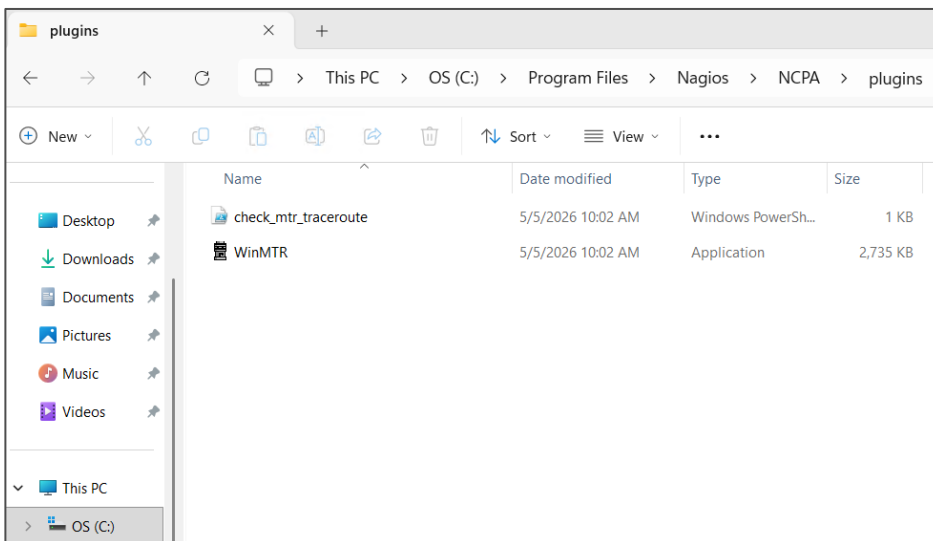 plugins
This PC > OS (C:) > Program Files > Nagios > NCPA > plugins
New Sort View
Name Date modified Type Size
check_mtr_traceroute 5/5/2026 10:02 AM Windows PowerSh... 1 KB
WinMTR 5/5/2026 10:02 AM Application 2,735 KB
Desktop
Downloads
Documents
Pictures
Music
Videos
This PC
OS (C:)